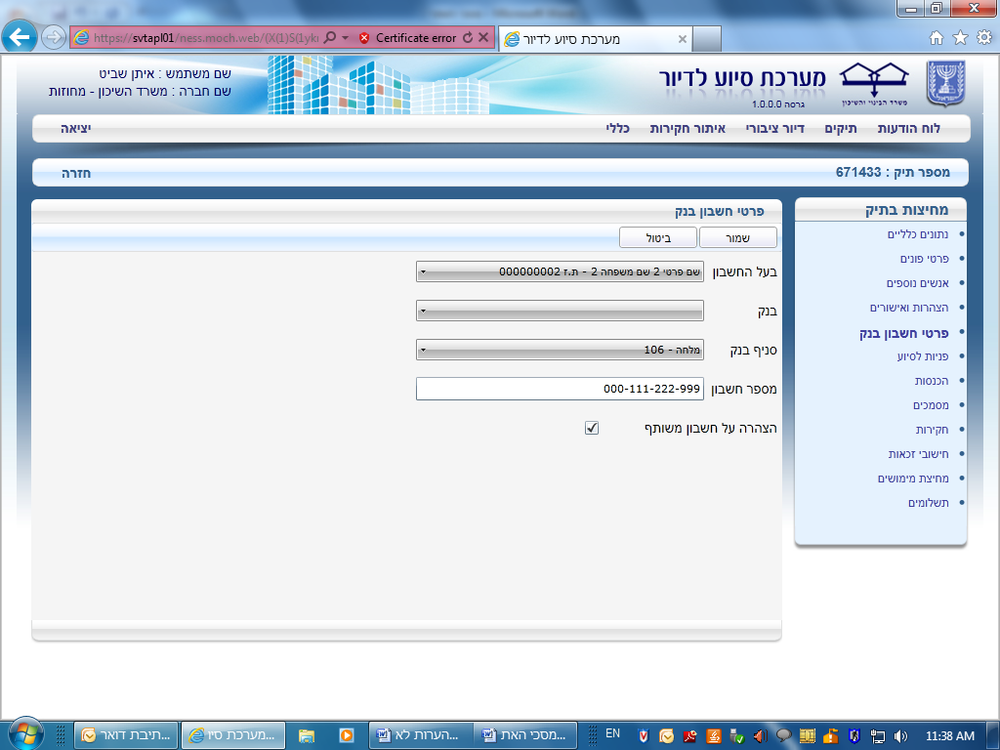 https://svtapl01/ness.moch.web/(X(1)S(1yk
Certificate error
מערכת סיוע לדיור
שם משתמש : איתן שביט
שם חברה : משרד השיכון - מחוזות
מערכת סיוע לדיור
גרסה 1.0.0.0
משרד הבינוי והשיכון
לוח הודעות
תיקים
דיור ציבורי
איתור חקירות
כללי
יציאה
מספר תיק : 671433
חזרה
מחיצות בתיק
נתונים כלליים
פרטי פונים
אנשים נוספים
הצהרות ואישורים
פרטי חשבון בנק
פניות לסיוע
הכנסות
מסמכים
חקירות
חישובי זכאות
מחיצת מימושים
תשלומים
פרטי חשבון בנק
שמור
ביטול
בעל החשבון
שם פרטי 2 שם משפחה 2 - ת.ז 000000002
בנק
סניף בנק
מלחה - 106
מספר חשבון
000-111-222-999
הצהרה על חשבון משותף
תיבת דואר...
מערכת סיו...
הערות לא...
מסכי האת...
EN
11:38 AM